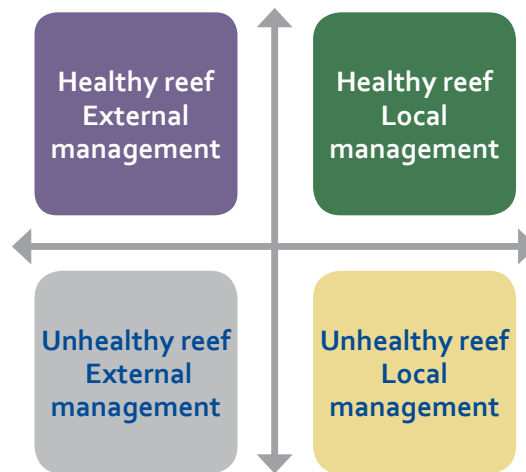 Healthy reef
External
management
Healthy reef
Local
management
Unhealthy reef
External
management
Unhealthy reef
Local
management